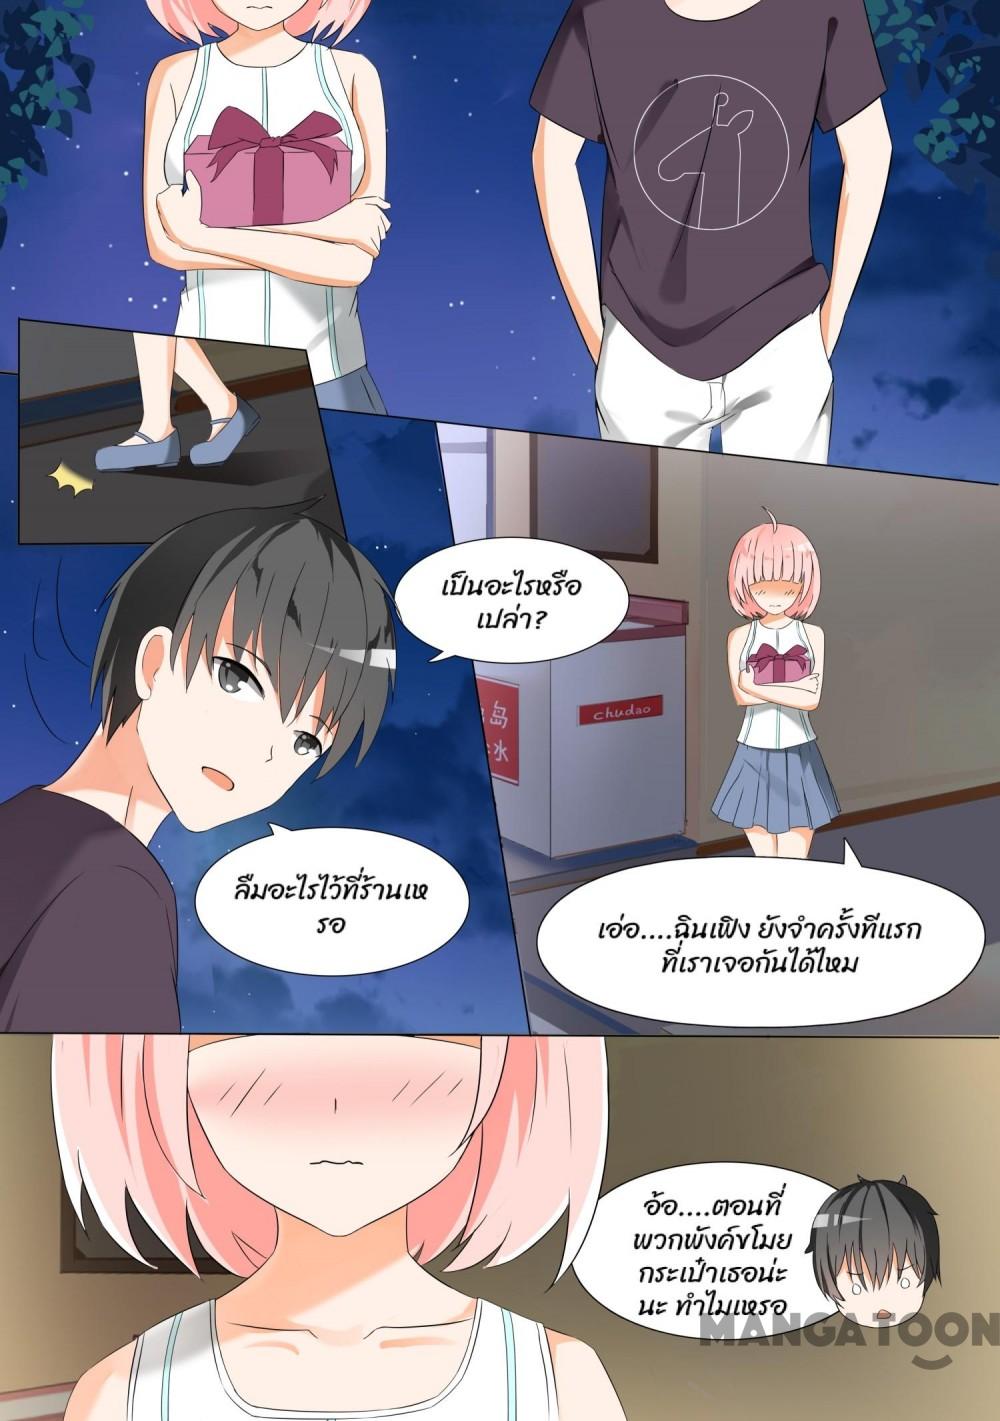 เป็นอะไรหรือ
เปล่า?
岛
水
chudao
ลืมอะไรไว้ที่ร้านเห
รอ
เอ่อ....ฉินเฟิง ยังจำครั้งทีแรก
ที่เราเจอกันได้ไหม
อ้อ....ตอนที่
พวกพังค์ขโมย
กระเป๋าเธอน่ะ
นะ ทำไมเหรอ
MANGATOON